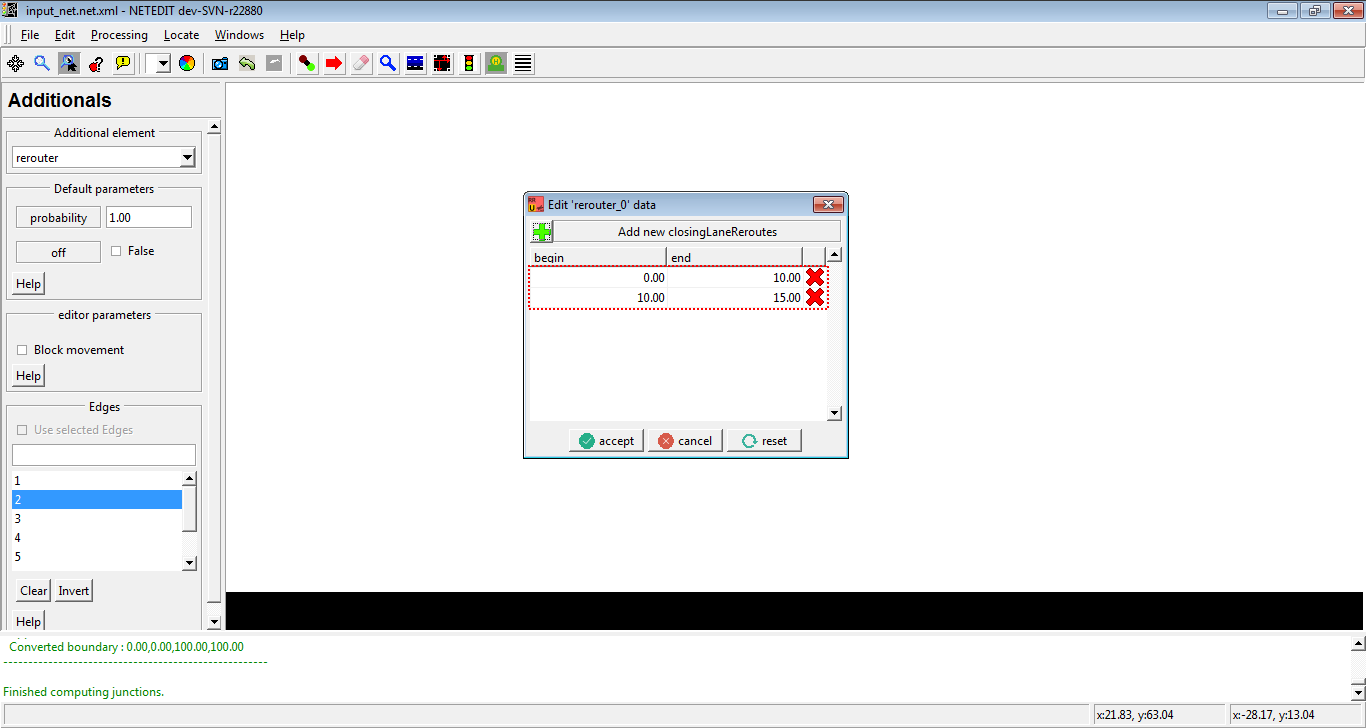 input_net.net.xml - NETEDIT dev-SVN-r22880
File Edit Processing Locate Windows Help
Additionals
Additional element
rerouter
Default parameters
probability 1.00
off False
Help
editor parameters
Block movement
Help
Edges
Use selected Edges
1
2
3
4
5
Clear Invert
Help
Edit 'rerouter_0' data
Add new closingLaneReroutes
begin end
0.00 10.00
10.00 15.00
accept cancel reset
Converted boundary : 0.00,0.00,100.00,100.00
-----------------------------------------------------
Finished computing junctions.
x:21.83, y:63.04 x:-28.17, y:13.04